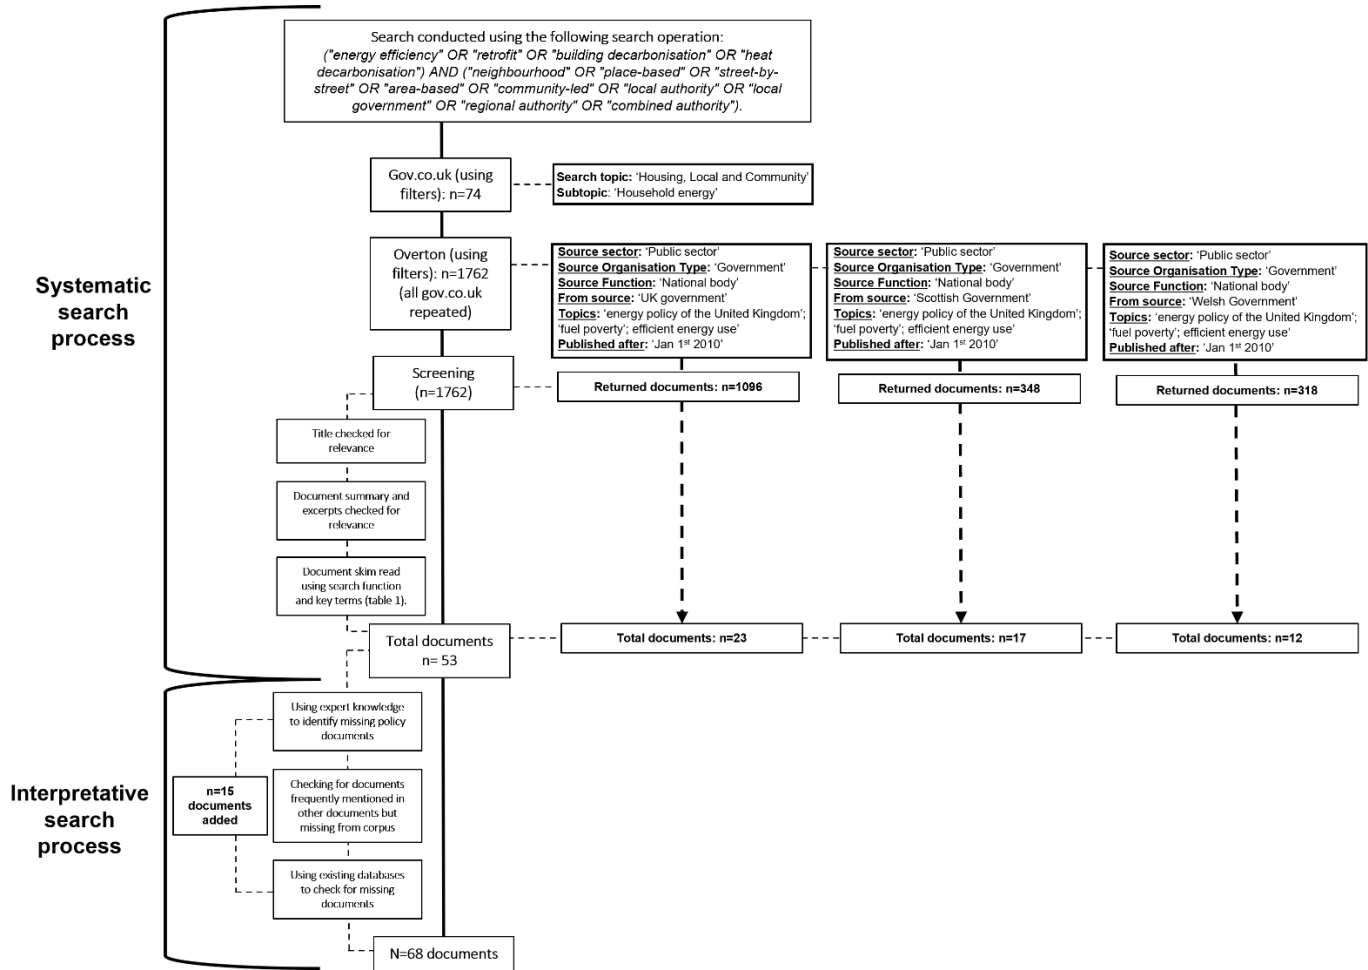 Search conducted using the following search operation:
("energy efficiency" OR "retrofit" OR "building decarbonisation" OR "heat
decarbonisation") AND ("neighbourhood" OR "place-based" OR "street-by-
street" OR "area-based" OR "community-led" OR "local authority" OR "local
government" OR "regional authority" OR "combined authority").
Gov.co.uk (using
filters): n=74
Search topic: ‘Housing, Local and Community’
Subtopic: ‘Household energy’
Systematic
search
process
Overton (using
filters): n=1762
(all gov.co.uk
repeated)
Source sector: ‘Public sector’
Source Organisation Type: ‘Government’
Source Function: ‘National body’
From source: ‘UK government’
Topics: ‘energy policy of the United Kingdom’;
‘fuel poverty’; efficient energy use’
Published after: ‘Jan 1st 2010’
Source sector: ‘Public sector’
Source Organisation Type: ‘Government’
Source Function: ‘National body’
From source: ‘Scottish Government’
Topics: ‘energy policy of the United Kingdom’;
‘fuel poverty’; efficient energy use’
Published after: ‘Jan 1st 2010’
Source sector: ‘Public sector’
Source Organisation Type: ‘Government’
Source Function: ‘National body’
From source: ‘Welsh Government’
Topics: ‘energy policy of the United Kingdom’;
‘fuel poverty’; efficient energy use’
Published after: ‘Jan 1st 2010’
Screening
(n=1762)
Returned documents: n=1096
Returned documents: n=348
Returned documents: n=318
Title checked for
relevance
Document summary and
excerpts checked for
relevance
Document skim read
using search function
and key terms (table 1).
Total documents
n= 53
Total documents: n=23
Total documents: n=17
Total documents: n=12
Interpretative
search
process
Using expert knowledge
to identify missing policy
documents
n=15
documents
added
Checking for documents
frequently mentioned in
other documents but
missing from corpus
Using existing databases
to check for missing
documents
N=68 documents